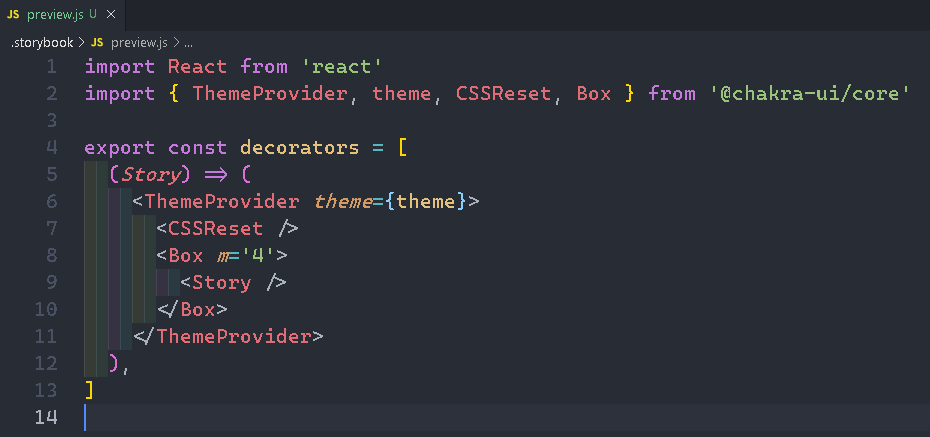 JS preview.js U ×
.storybook > JS preview.js > ...
1 import React from 'react'
2 import { ThemeProvider, theme, CSSReset, Box } from '@chakra-ui/core'
3
4 export const decorators = [
5   (Story) => (
6     <ThemeProvider theme={theme}>
7       <CSSReset />
8       <Box m='4'>
9         <Story />
10       </Box>
11     </ThemeProvider>
12   ),
13 ]
14